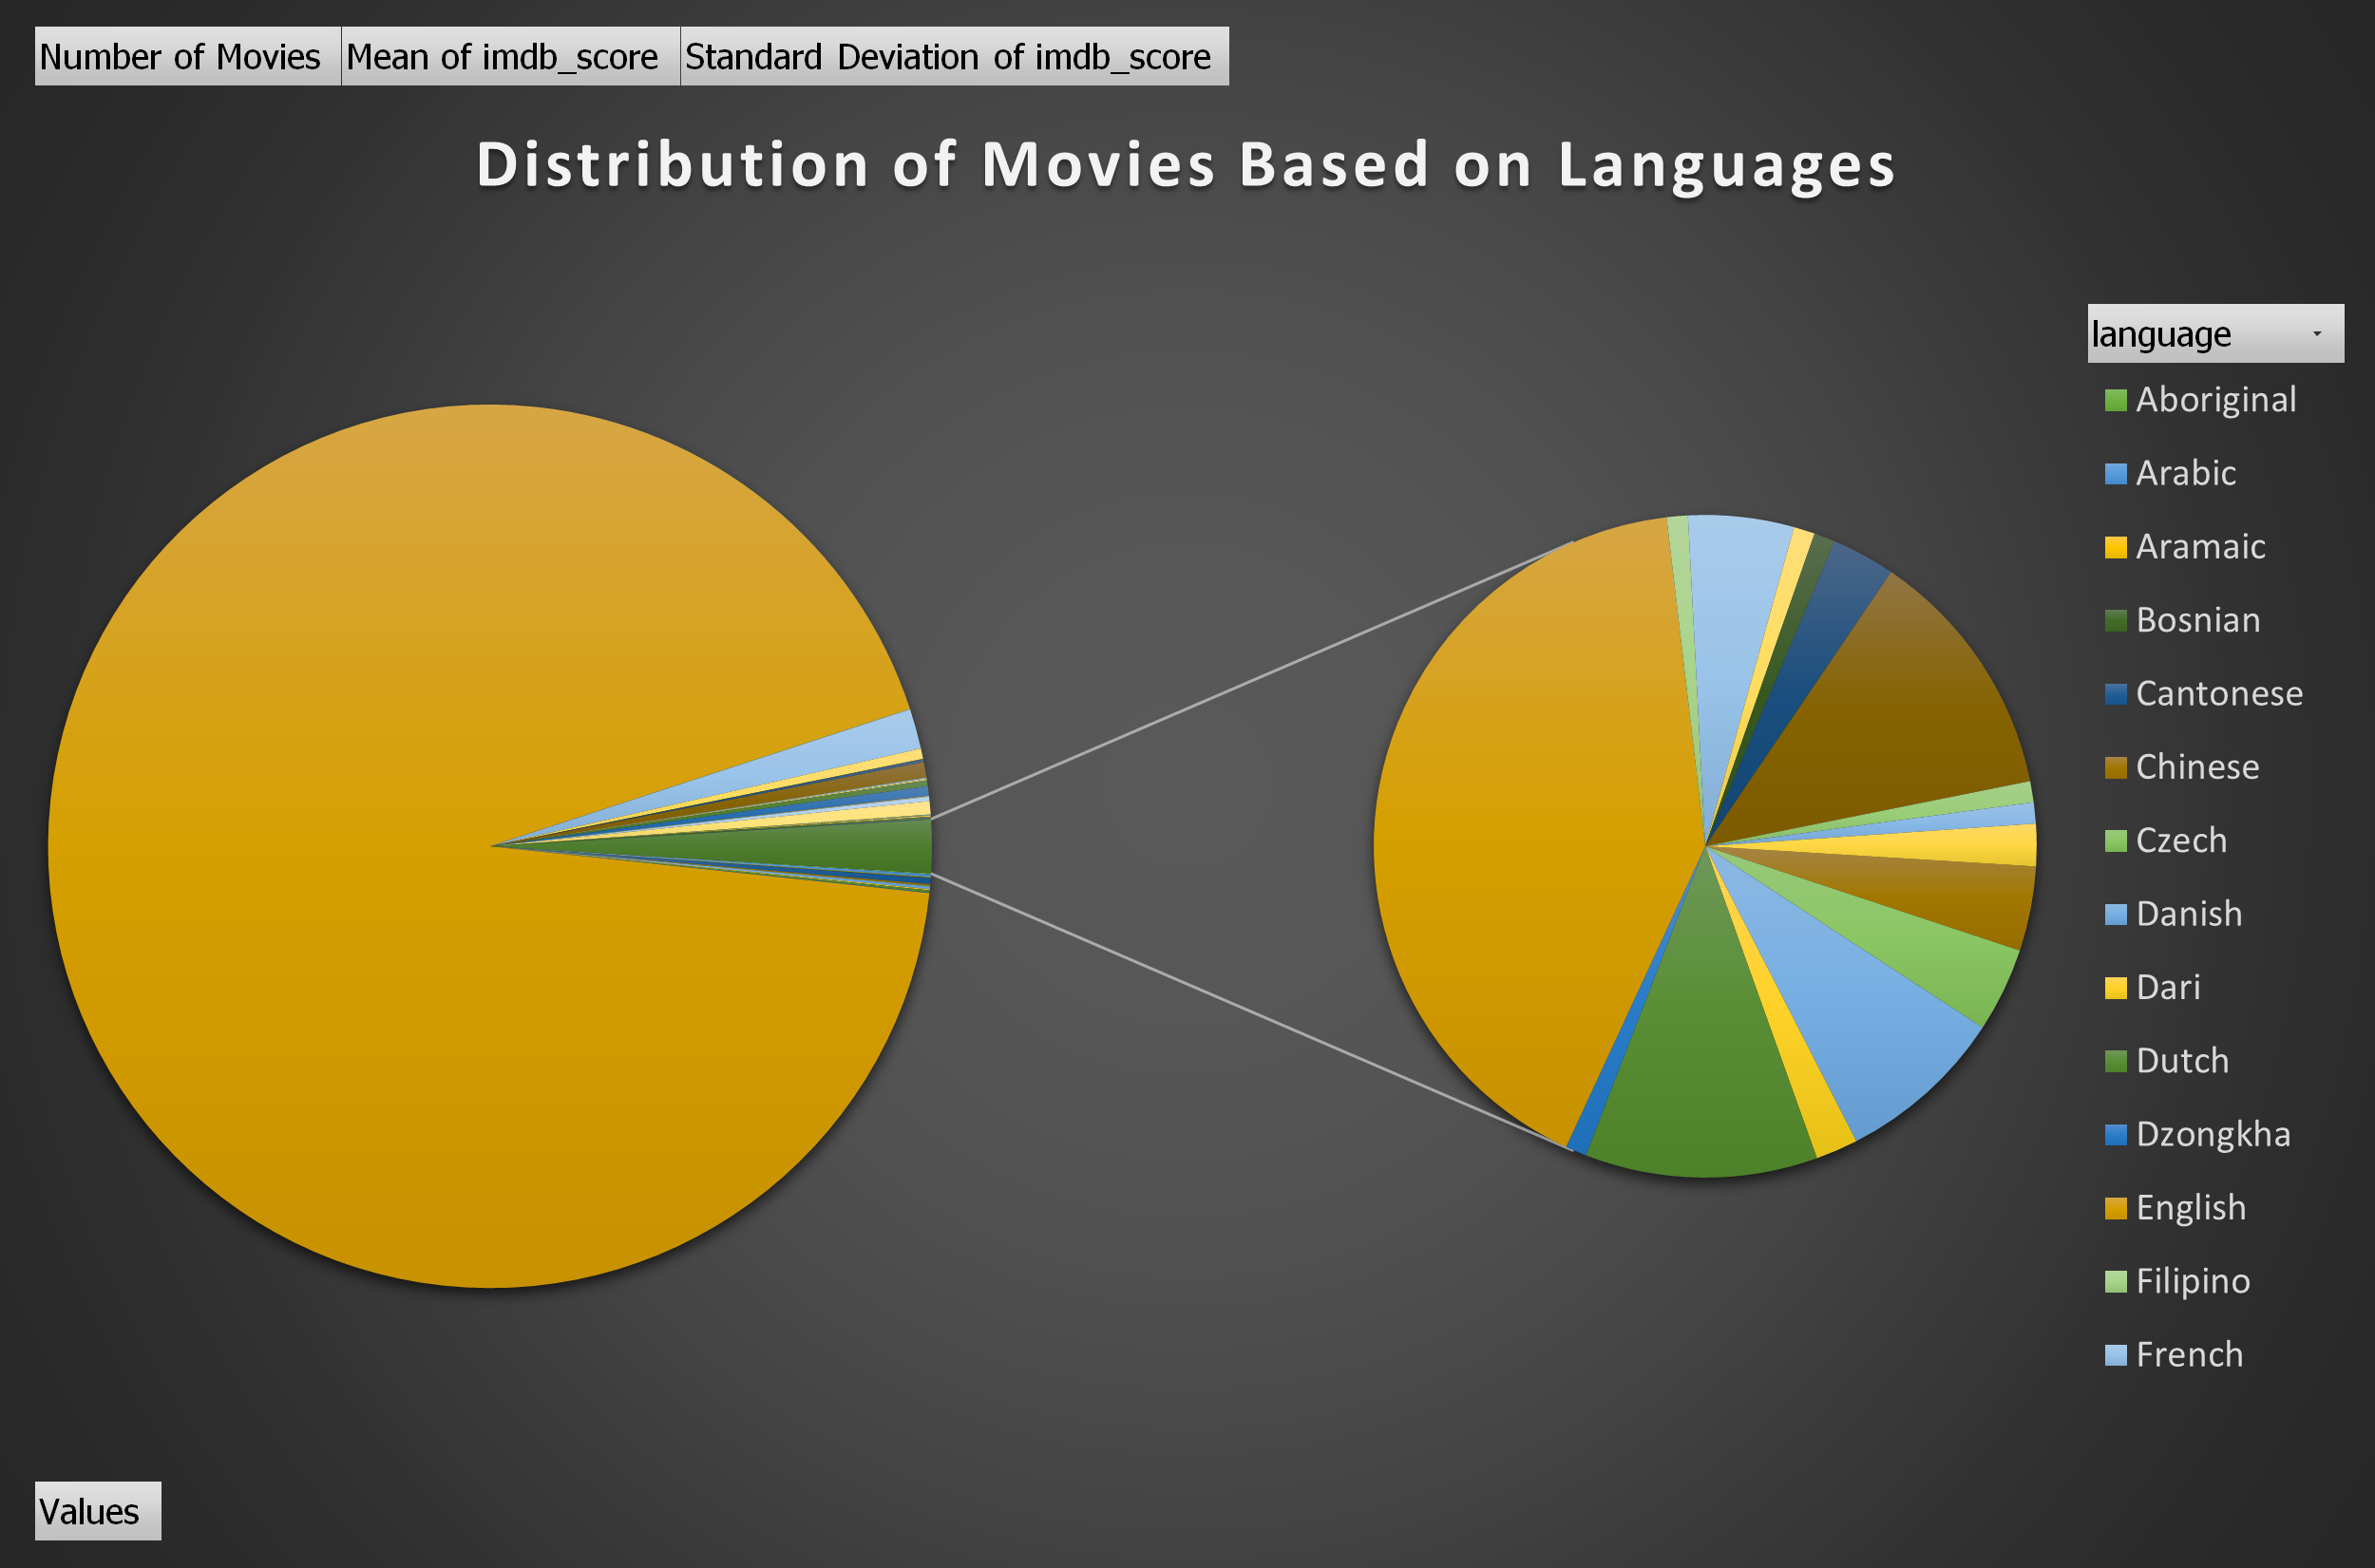 Number of Movies Mean of imdb_score Standard Deviation of imdb_score
Distribution of Movies Based on Languages
language
Aboriginal
Arabic
Aramaic
Bosnian
Cantonese
Chinese
Czech
Danish
Dari
Dutch
Dzongkha
English
Filipino
French
Values